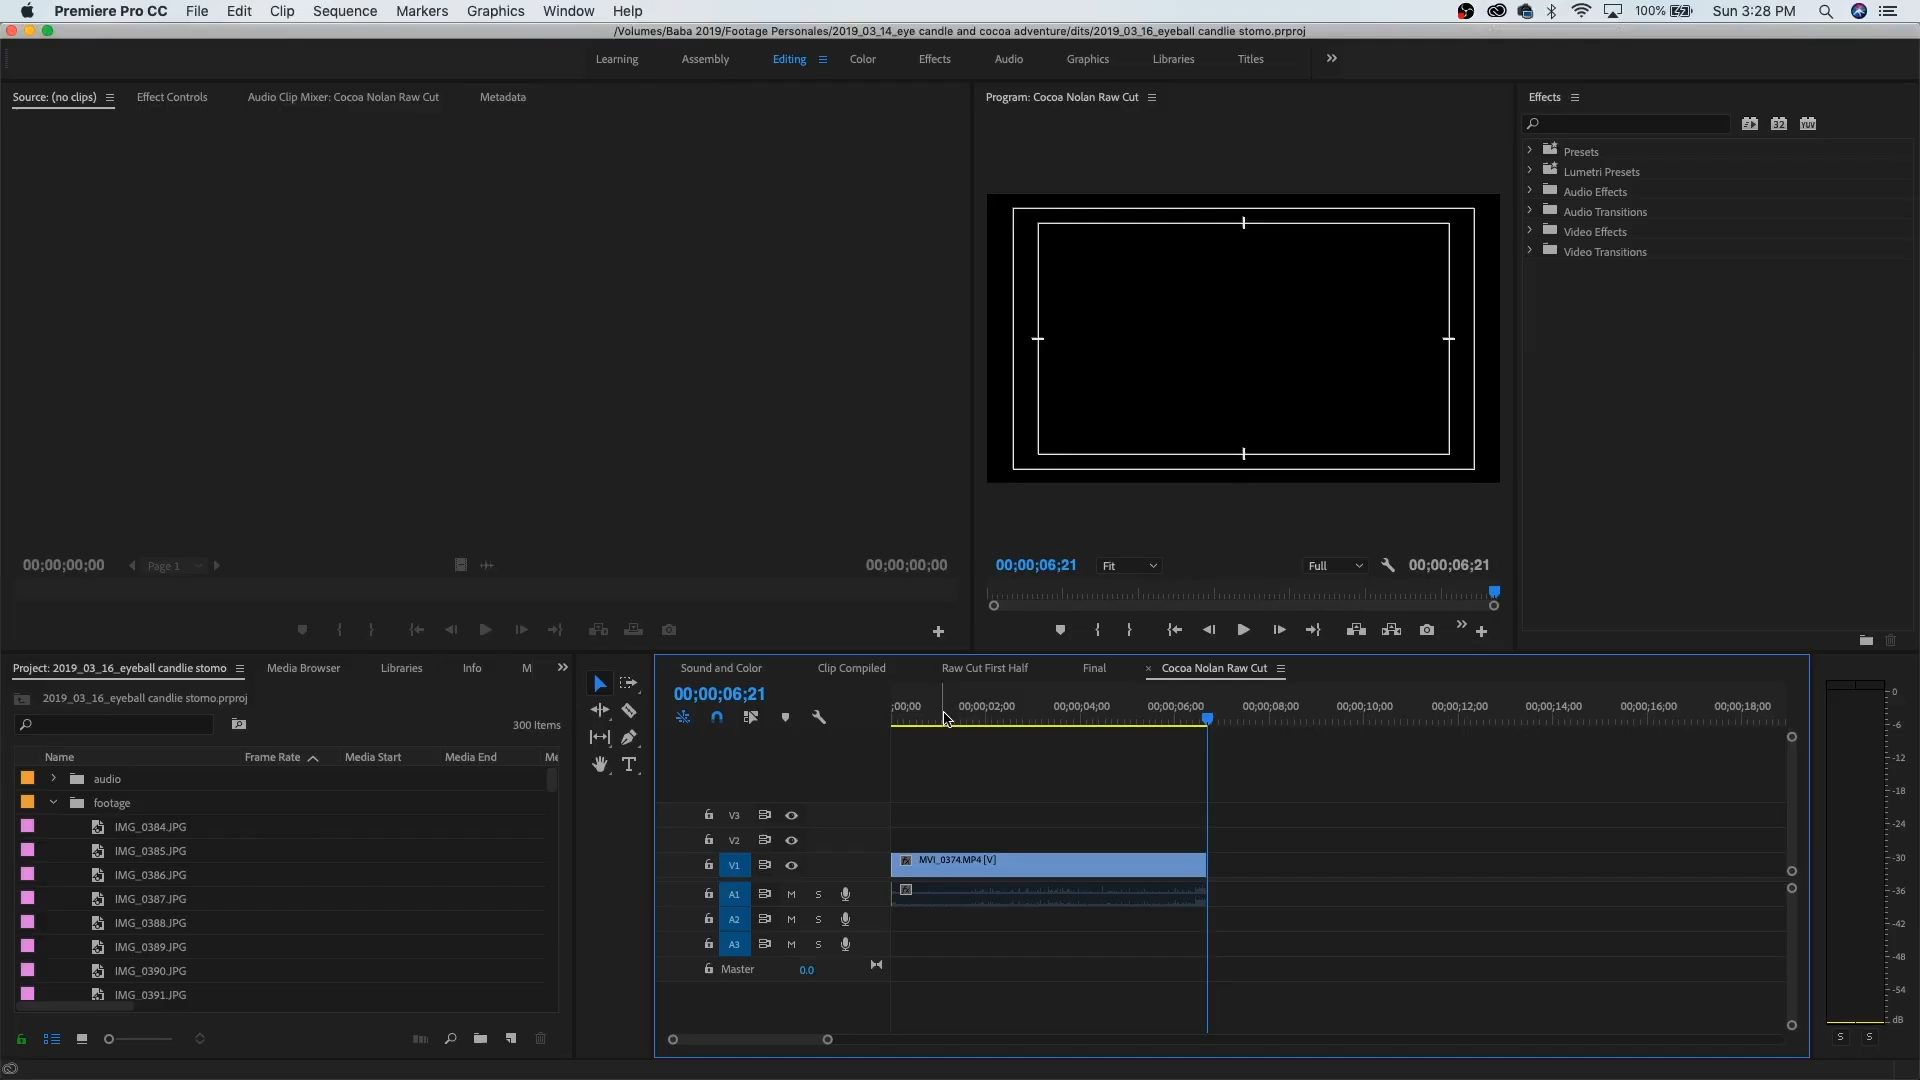 Premiere Pro CC File Edit Clip Sequence Markers Graphics Window Help 100% Sun 3:28 PM
/Volumes/Baba 2019/Footage Personales/2019_03_14_eye candle and cocoa adventure/dits/2019_03_16_eyeball candlie stomo.prproj
Learning Assembly Editing Color Effects Audio Graphics Libraries Titles
Source: (no clips) Effect Controls Audio Clip Mixer: Cocoa Nolan Raw Cut Metadata
Program: Cocoa Nolan Raw Cut
Effects
32 YUV
Presets
Lumetri Presets
Audio Effects
Audio Transitions
Video Effects
Video Transitions
00;00;00;00 Page 1 00;00;00;00
00;00;06;21 Fit Full 00;00;06;21
Project: 2019_03_16_eyeball candlie stomo Media Browser Libraries Info M
2019_03_16_eyeball candlie stomo.prproj
300 Items
Name Frame Rate Media Start Media End Me
audio
footage
IMG_0384.JPG
IMG_0385.JPG
IMG_0386.JPG
IMG_0387.JPG
IMG_0388.JPG
IMG_0389.JPG
IMG_0390.JPG
IMG_0391.JPG
Sound and Color Clip Compiled Raw Cut First Half Final × Cocoa Nolan Raw Cut
00;00;06;21
;00;00 00;00;02;00 00;00;04;00 00;00;06;00 00;00;08;00 00;00;10;00 00;00;12;00 00;00;14;00 00;00;16;00 00;00;18;00
V3
V2
V1 fx MVI_0374.MP4 [V]
A1 M S fx
A2 M S
A3 M S
Master 0.0
0
-6
-12
-18
-24
-30
-36
-42
-48
-54
dB
S S